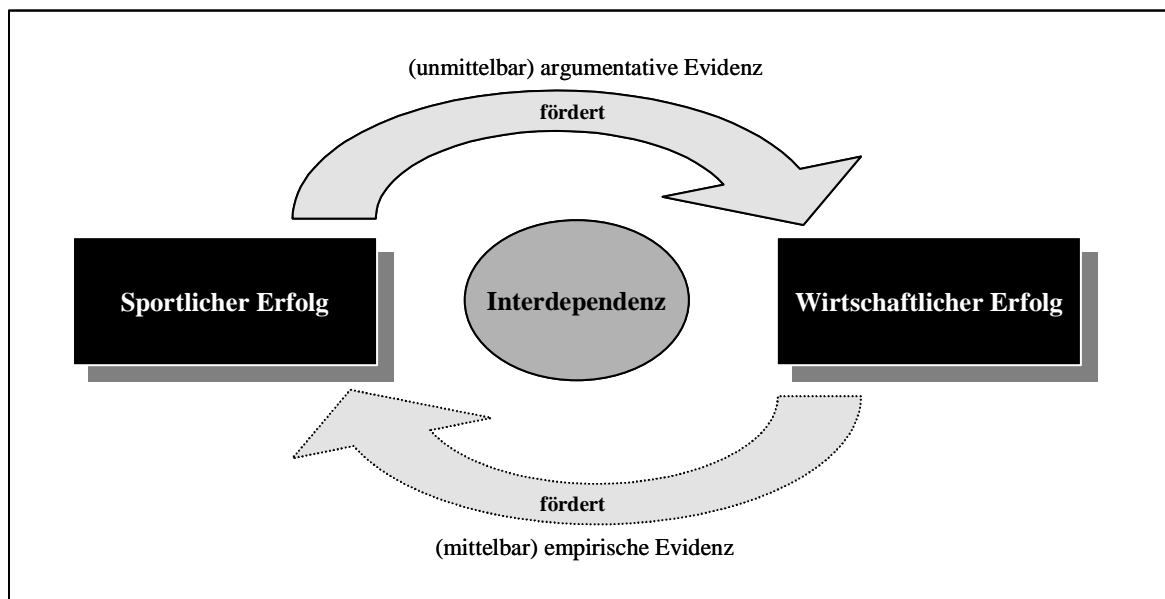 (unmittelbar) argumentative Evidenz
fördert
Sportlicher Erfolg
Interdependenz
Wirtschaftlicher Erfolg
fördert
(mittelbar) empirische Evidenz